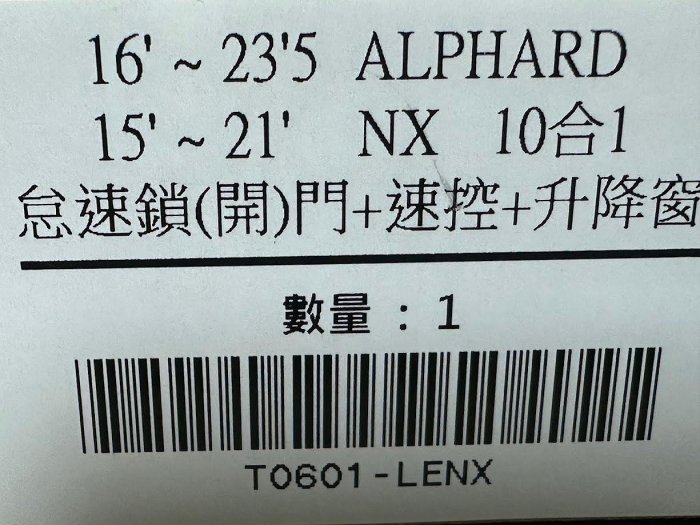 16' ~ 23'5 ALPHARD
15' ~ 21' NX 10合1
怠速鎖(開)門+速控+升降窗
數量 : 1
T0601-LENX